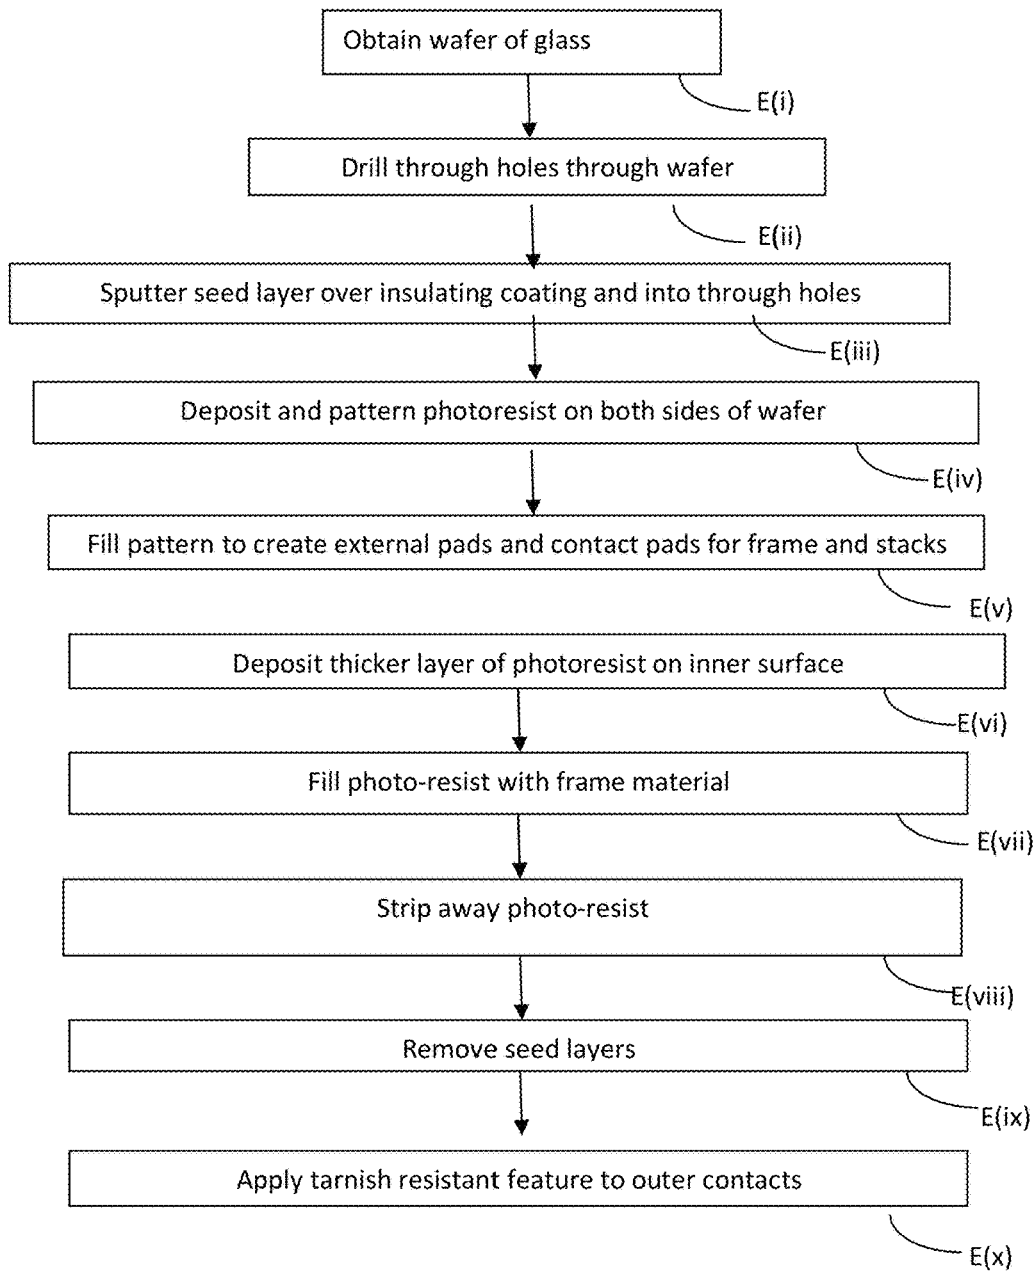 Obtain wafer of glass
E(i)
Drill through holes through wafer
E(ii)
Sputter seed layer over insulating coating and into through holes
E(iii)
Deposit and pattern photoresist on both sides of wafer
E(iv)
Fill pattern to create external pads and contact pads for frame and stacks
E(v)
Deposit thicker layer of photoresist on inner surface
E(vi)
Fill photo-resist with frame material
E(vii)
Strip away photo-resist
E(viii)
Remove seed layers
E(ix)
Apply tarnish resistant feature to outer contacts
E(x)